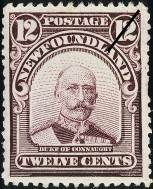 POSTAGE
12 12
NEWFOUNDLAND
DUKE OF CONNAUGHT
TWELVE CENTS